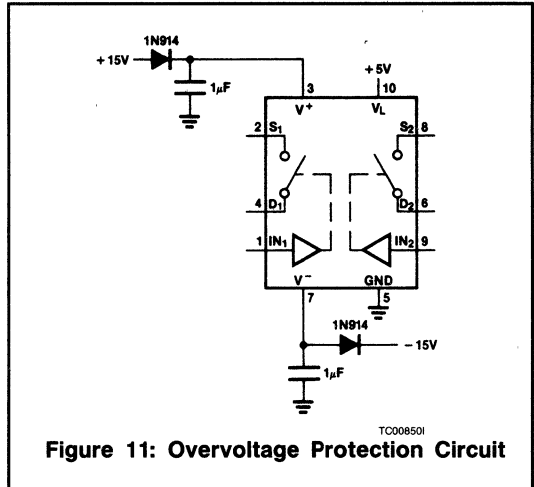 1N914
+15V
+5V
1μF
3
10
V+
VL
2
S1
S2
8
4
D1
D2
6
1
IN1
IN2
9
V-
GND
7
5
1N914
-15V
1μF
TC00850I
Figure 11: Overvoltage Protection Circuit